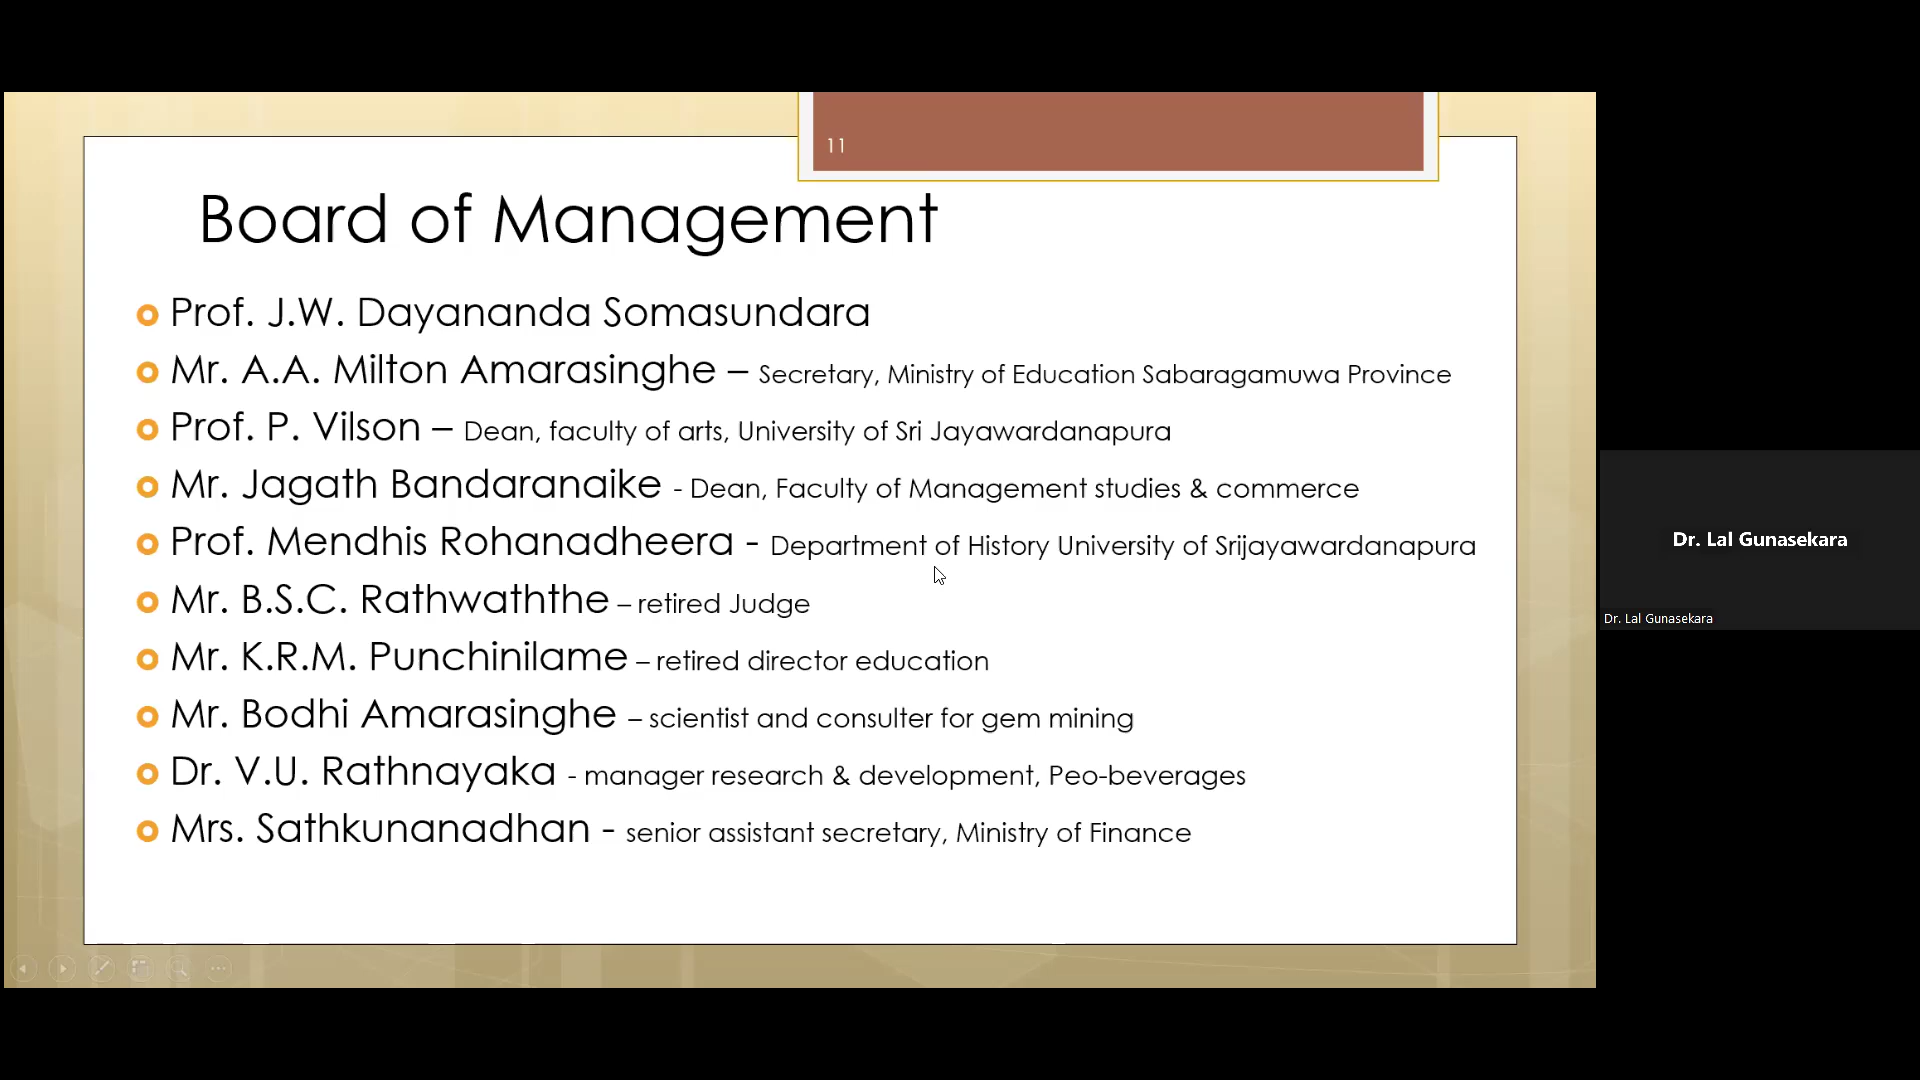 11
Board of Management
Prof. J.W. Dayananda Somasundara
Mr. A.A. Milton Amarasinghe – Secretary, Ministry of Education Sabaragamuwa Province
Prof. P. Vilson – Dean, faculty of arts, University of Sri Jayawardanapura
Mr. Jagath Bandaranaike - Dean, Faculty of Management studies & commerce
Prof. Mendhis Rohanadheera - Department of History University of Srijayawardanapura
Mr. B.S.C. Rathwaththe – retired Judge
Mr. K.R.M. Punchinilame – retired director education
Mr. Bodhi Amarasinghe – scientist and consulter for gem mining
Dr. V.U. Rathnayaka - manager research & development, Peo-beverages
Mrs. Sathkunanadhan - senior assistant secretary, Ministry of Finance
Dr. Lal Gunasekara
Dr. Lal Gunasekara